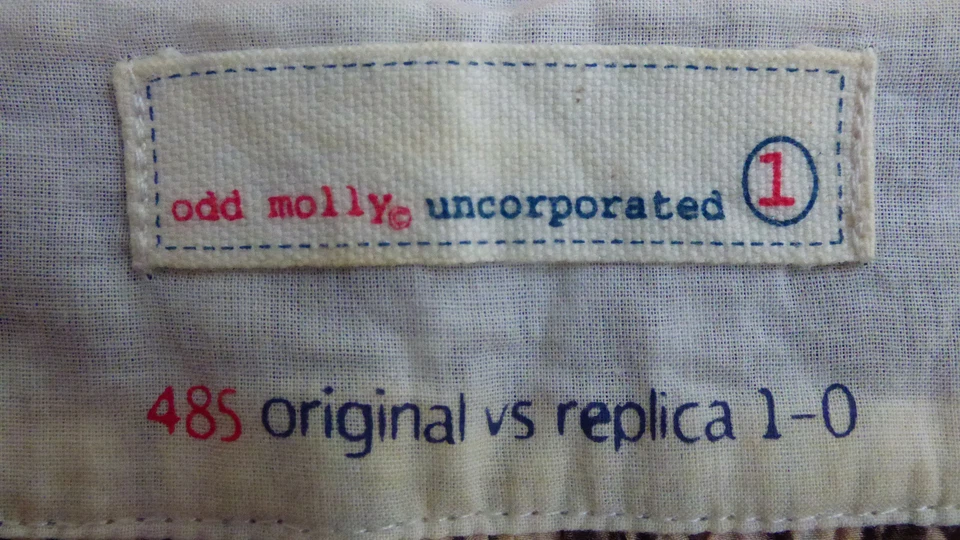 odd molly© uncorporated 1
485 original vs replica 1-0